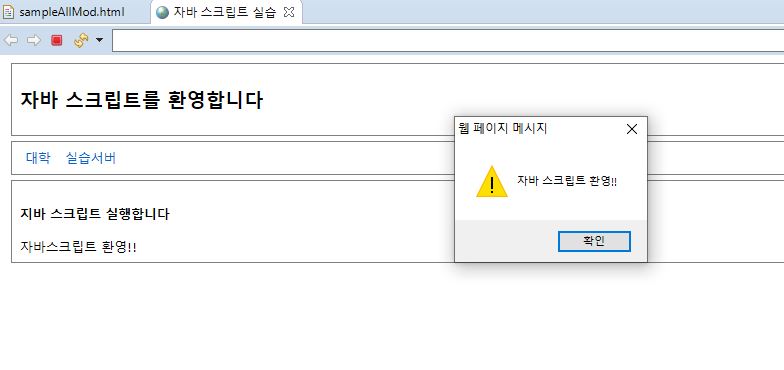 sampleAllMod.html
자바 스크립트 실습
자바 스크립트를 환영합니다
대학 실습서버
지바 스크립트 실행합니다
자바스크립트 환영!!
웹 페이지 메시지
자바 스크립트 환영!!
확인